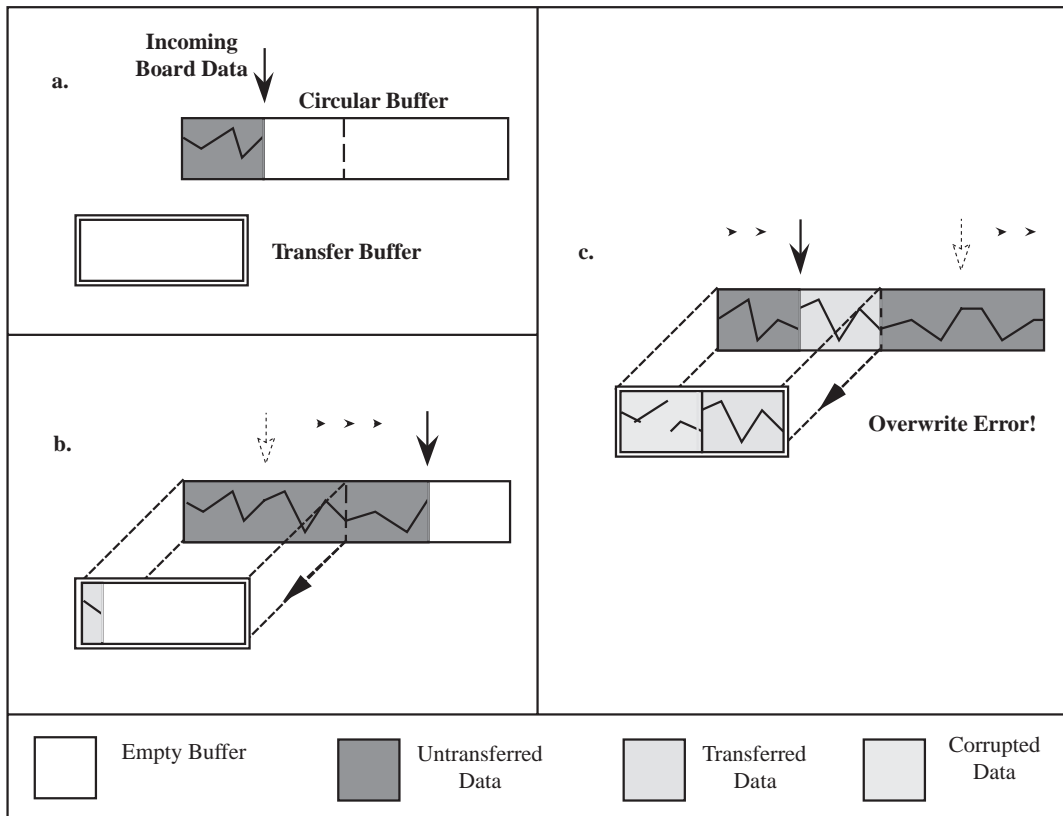 a.
Incoming
Board Data
Circular Buffer
Transfer Buffer
b.
c.
Overwrite Error!
Empty Buffer
Untransferred
Data
Transferred
Data
Corrupted
Data